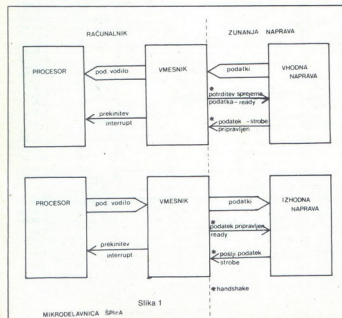 RAČUNALNIK
ZUNANJA NAPRAVA
PROCESOR
pod. vodilo
VMESNIK
podatki
VHODNA
NAPRAVA
*
potrditev sprejema
podatka – ready
prekinitev
interrupt
* podatek – strobe
pripravljen
PROCESOR
pod. vodilo
VMESNIK
podatki
IZHODNA
NAPRAVA
*
podatek pripravljen
ready
prekinitev
interrupt
*
pošlji podatek
strobe
Slika 1
* handshake
MIKRODELAVNICA